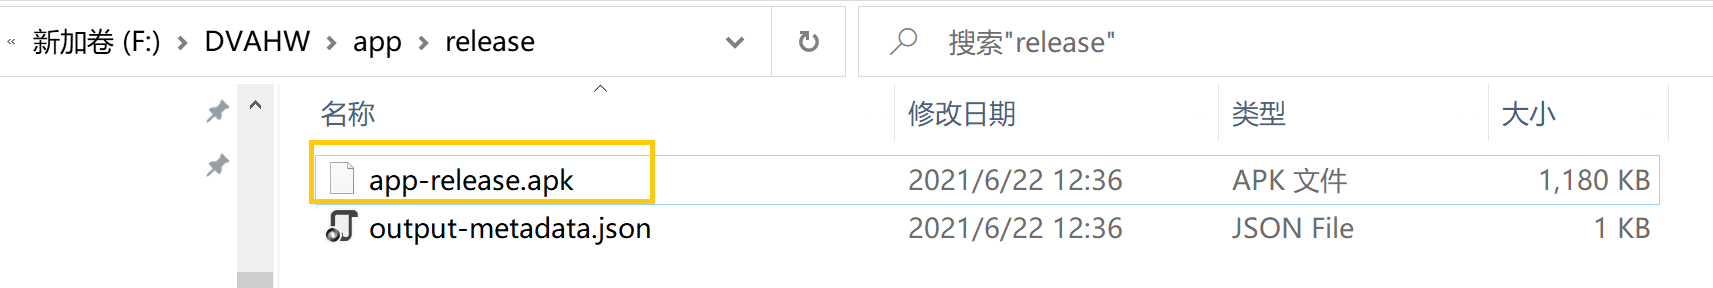 « 新加卷 (F:) › DVAHW › app › release
搜索"release"
名称 修改日期 类型 大小
app-release.apk 2021/6/22 12:36 APK 文件 1,180 KB
output-metadata.json 2021/6/22 12:36 JSON File 1 KB